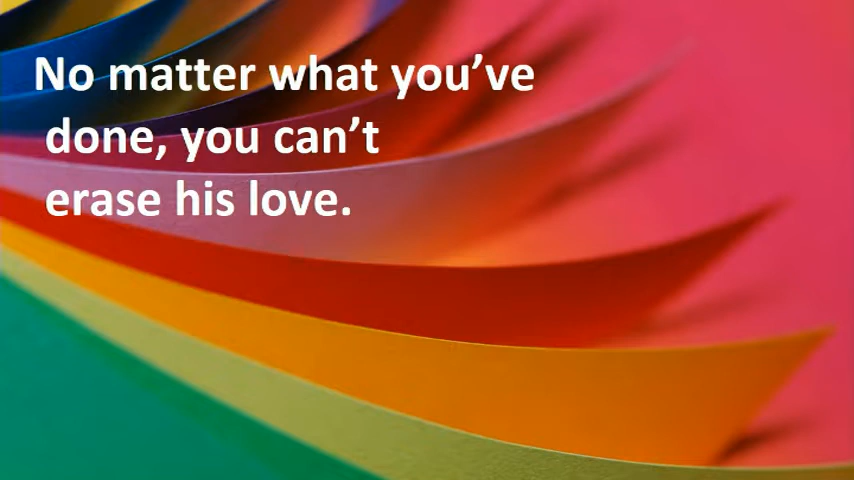 No matter what you’ve
done, you can’t
erase his love.